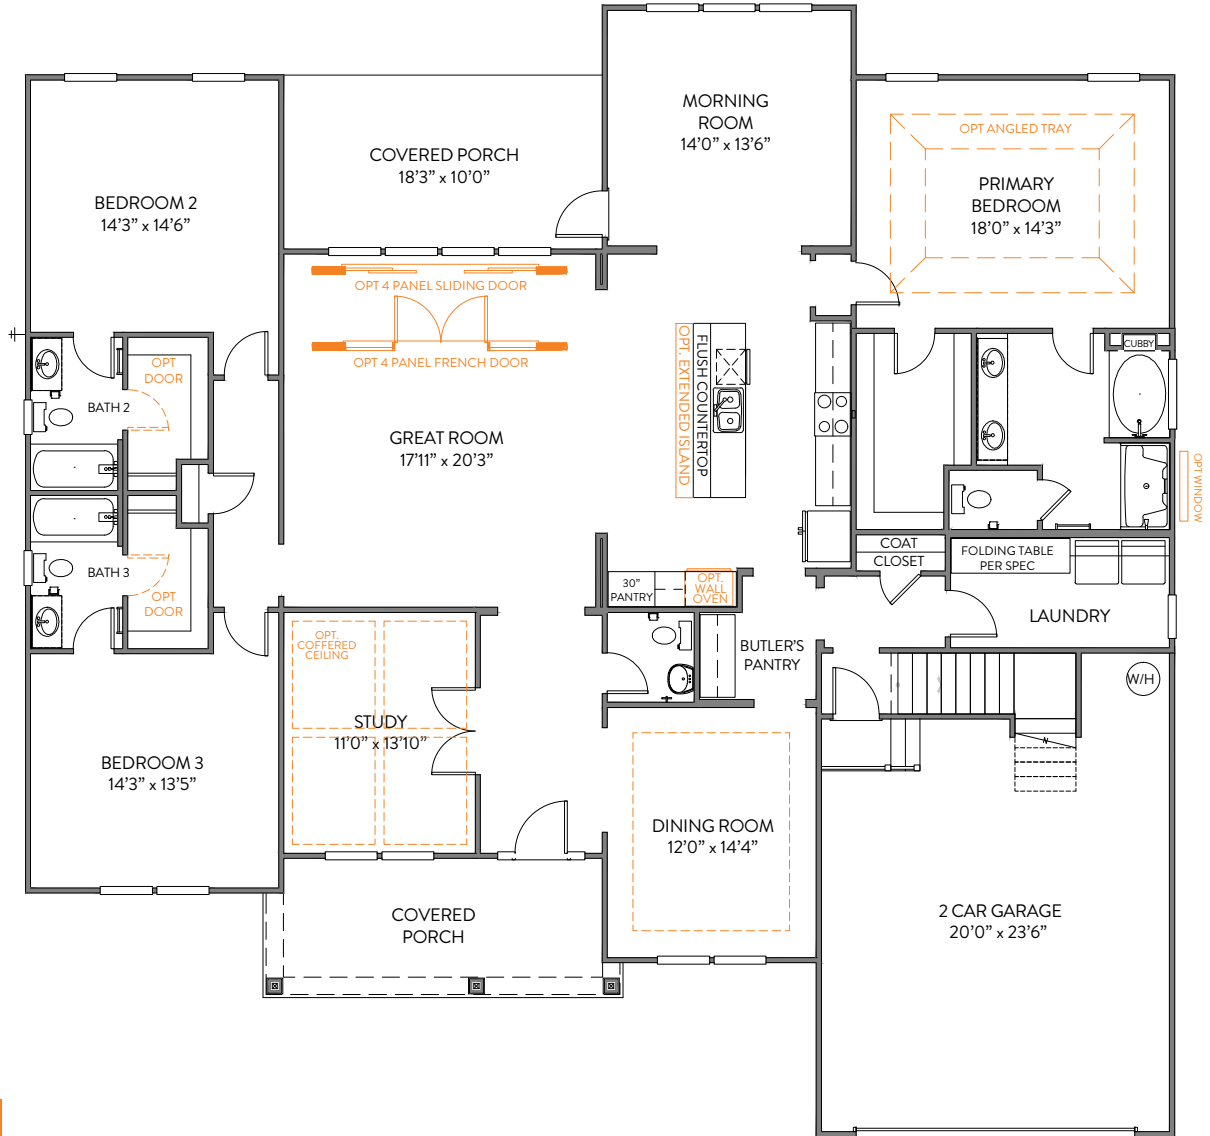 MORNING
ROOM
14'0" x 13'6"
OPT ANGLED TRAY
PRIMARY
BEDROOM
18'0" x 14'3"
COVERED PORCH
18'3" x 10'0"
BEDROOM 2
14'3" x 14'6"
OPT 4 PANEL SLIDING DOOR
OPT 4 PANEL FRENCH DOOR
OPT
DOOR
BATH 2
GREAT ROOM
17'11" x 20'3"
OPT. EXTENDED ISLAND
FLUSH COUNTERTOP
CUBBY
OPT WINDOW
COAT
CLOSET
FOLDING TABLE
PER SPEC
LAUNDRY
BATH 3
OPT
DOOR
30"
PANTRY
OPT.
WALL
OVEN
BUTLER'S
PANTRY
W/H
OPT.
COFFERED
CEILING
STUDY
11'0" x 13'10"
BEDROOM 3
14'3" x 13'5"
DINING ROOM
12'0" x 14'4"
COVERED
PORCH
2 CAR GARAGE
20'0" x 23'6"